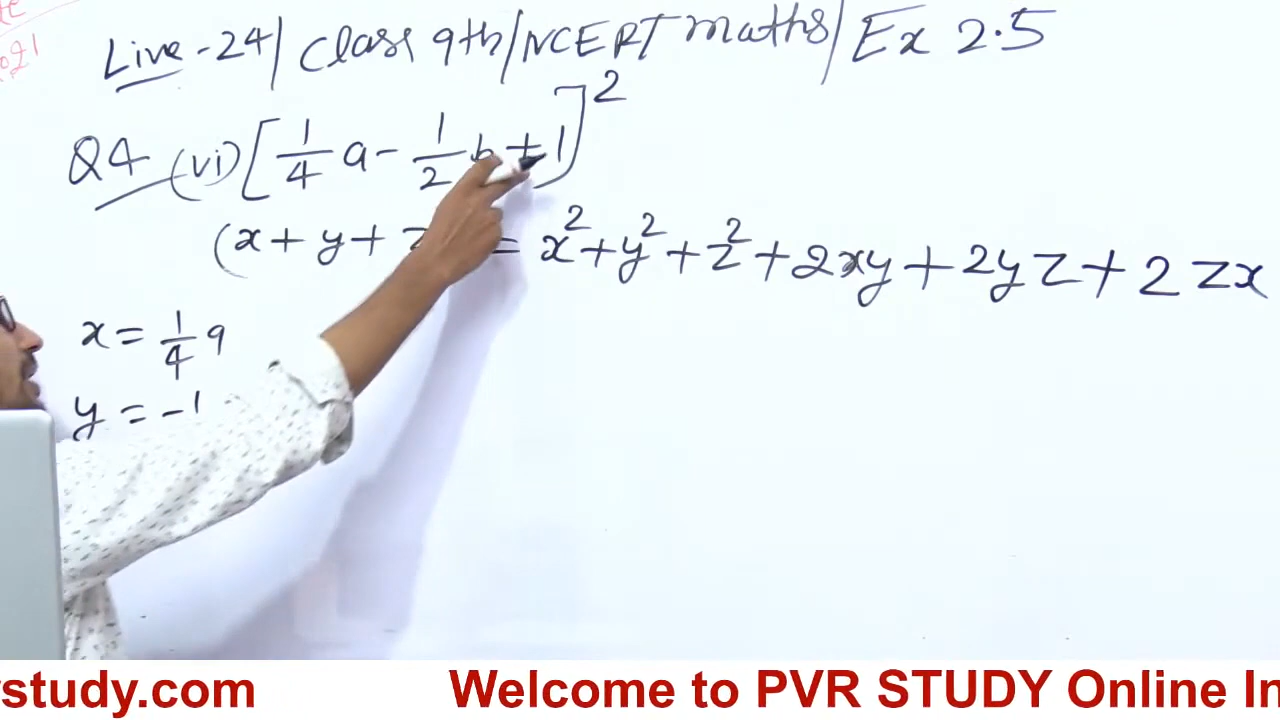 021
Live-24/ Class 9th/NCERT maths/ Ex 2.5
Q4 (vi) [1/4 a - 1/2 b + 1]²
(x + y + z = x² + y² + z² + 2xy + 2yz + 2zx
x = 1/4 a
y = -1
study.com Welcome to PVR STUDY Online In